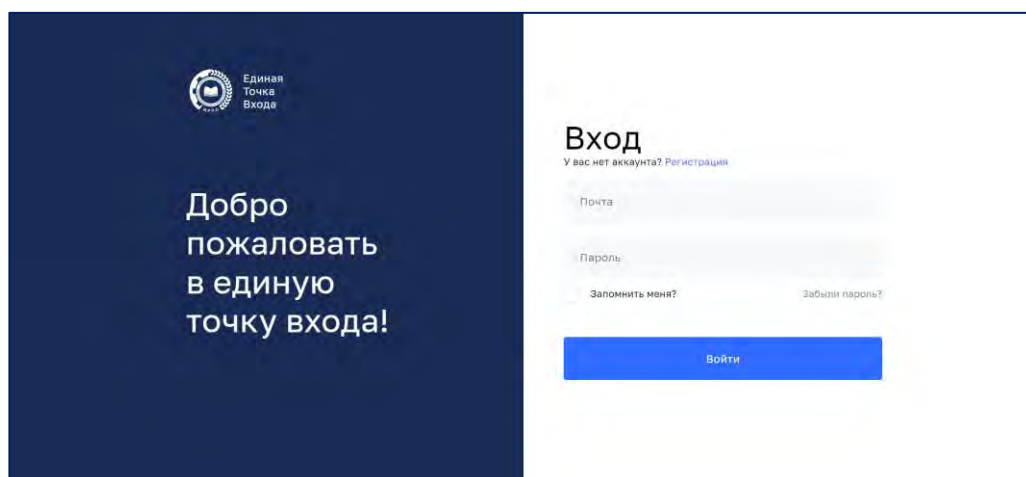 Единая
Точка
Входа
Добро
пожаловать
в единую
точку входа!
Вход
У вас нет аккаунта? Регистрация
Почта
Пароль
Запомнить меня? Забыли пароль?
Войти